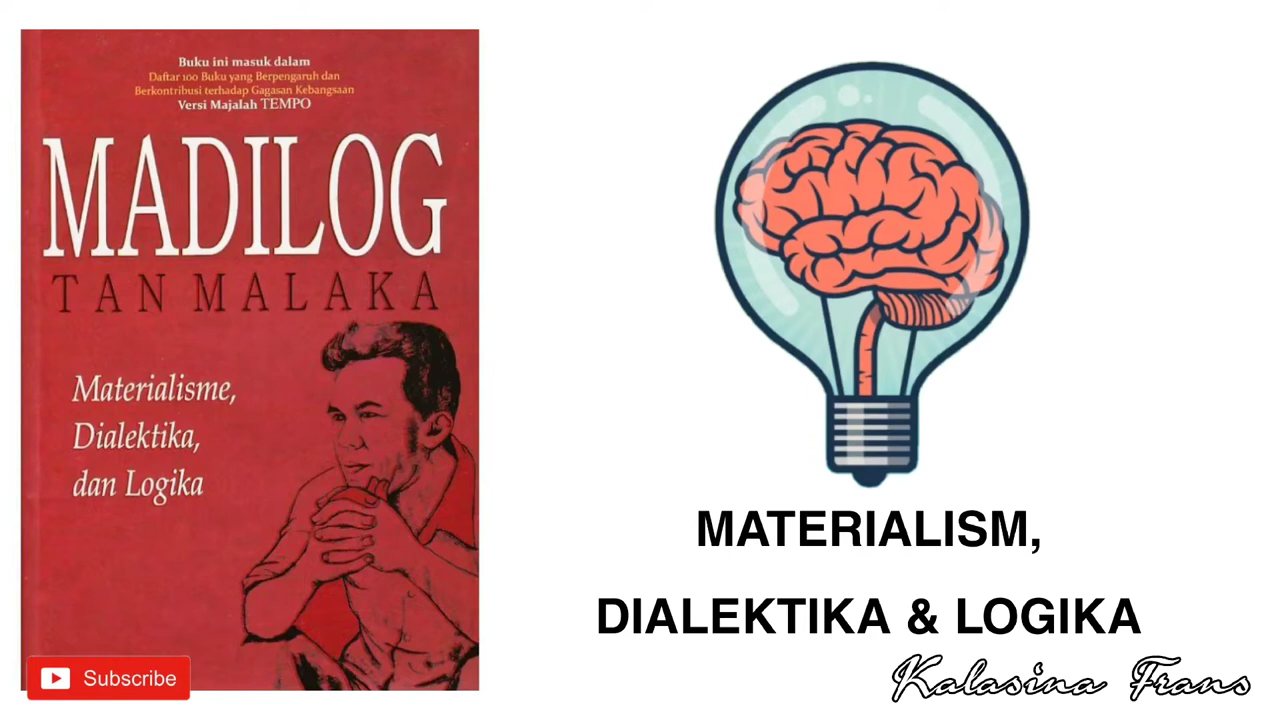 Buku ini masuk dalam
Daftar 100 Buku yang Berpengaruh dan
Berkontribusi terhadap Gagasan Kebangsaan
Versi Majalah TEMPO
MADILOG
TAN MALAKA
Materialisme,
Dialektika,
dan Logika
Subscribe
MATERIALISM,
DIALEKTIKA & LOGIKA
Kalasina Frans